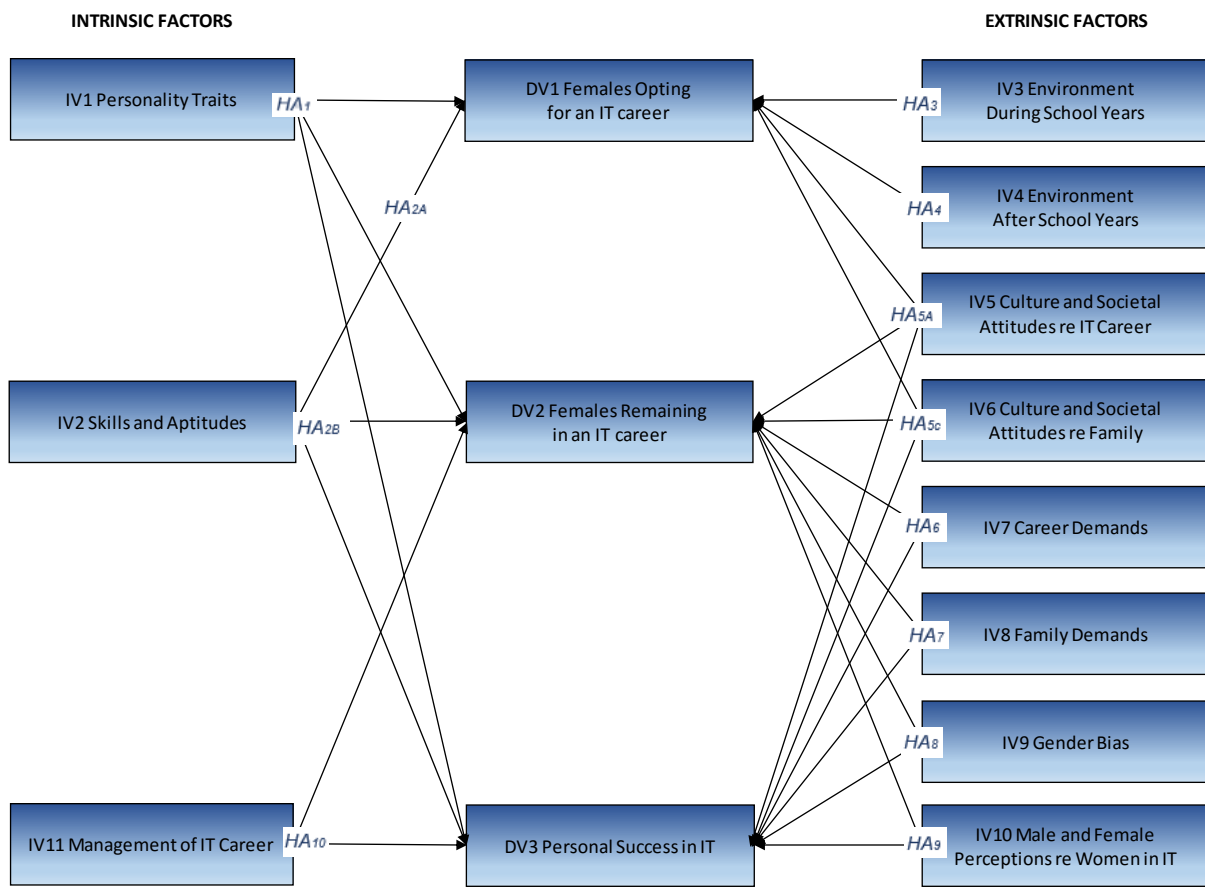 INTRINSIC FACTORS
EXTRINSIC FACTORS
IV1 Personality Traits
HA1
DV1 Females Opting
for an IT career
HA3
IV3 Environment
During School Years
HA2A
HA4
IV4 Environment
After School Years
HA5A
IV5 Culture and Societal
Attitudes re IT Career
IV2 Skills and Aptitudes
HA2B
DV2 Females Remaining
in an IT career
HA5c
IV6 Culture and Societal
Attitudes re Family
HA6
IV7 Career Demands
HA7
IV8 Family Demands
HA8
IV9 Gender Bias
IV11 Management of IT Career
HA10
DV3 Personal Success in IT
HA9
IV10 Male and Female
Perceptions re Women in IT